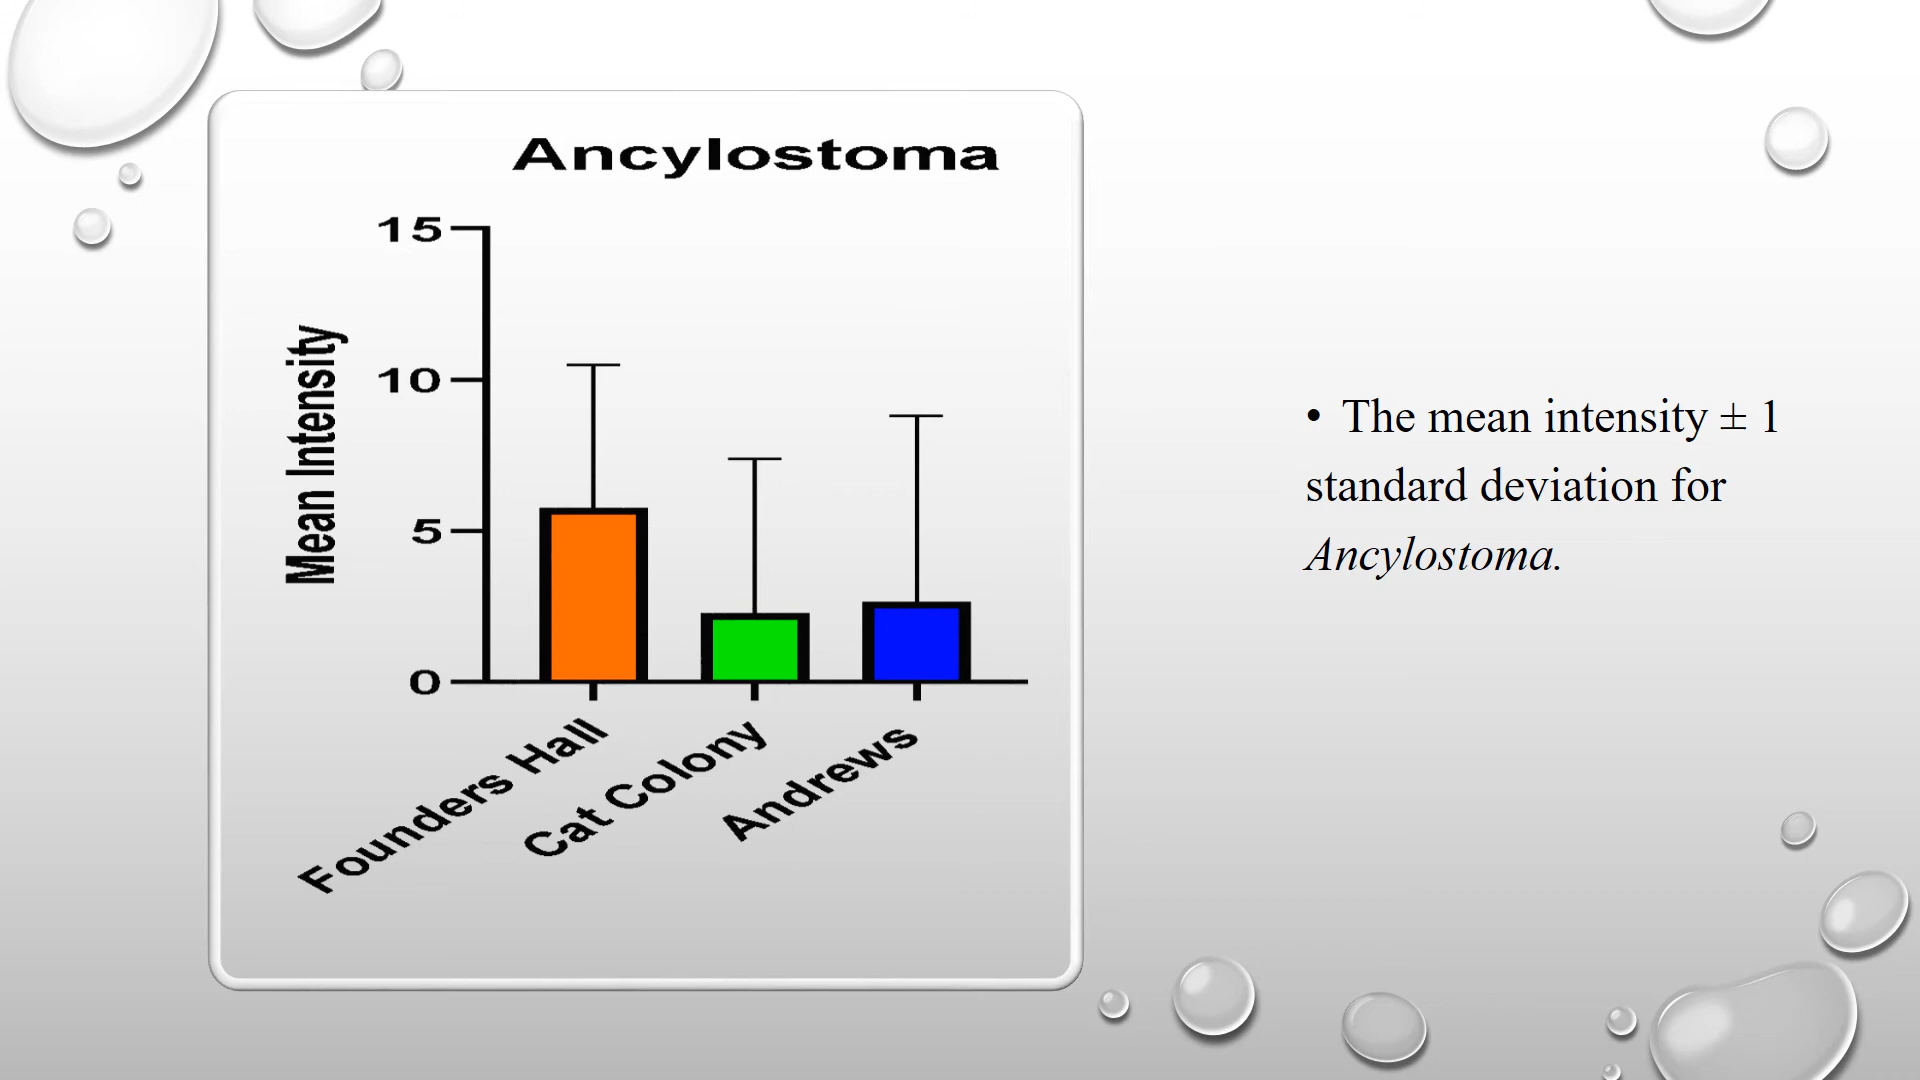 Ancylostoma
15
10
5
0
Mean Intensity
Founders Hall
Cat Colony
Andrews
• The mean intensity ± 1
standard deviation for
Ancylostoma.